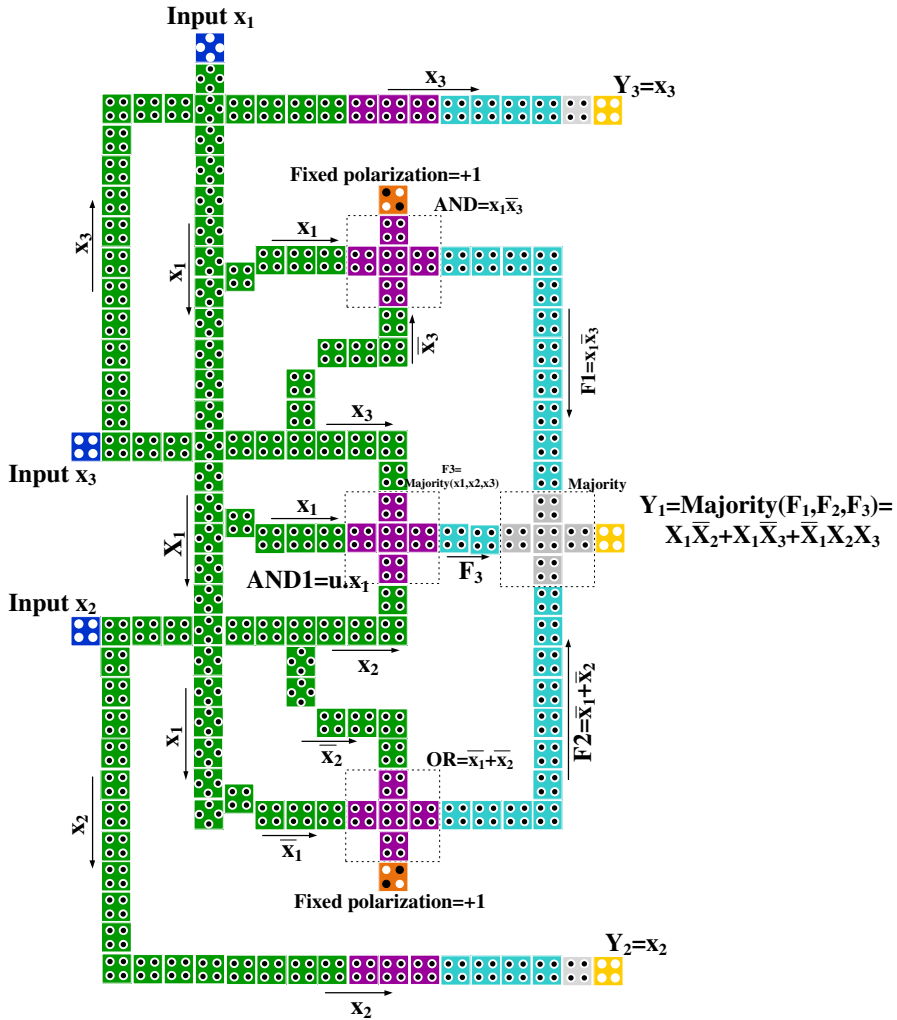 Input x₁
x₃
Y₃=x₃
Fixed polarization=+1
AND=x₁x̅₃
x₁
x₃
x₁
x̅₃
F1=x₁x̅₃
x₃
Input x₃
F3=
Majority(x1,x2,x3)
Majority
x₁
X₁
Y₁=Majority(F₁,F₂,F₃)=
X₁X̅₂+X₁X̅₃+X̅₁X₂X₃
F₃
AND1=u.x₁
Input x₂
x₂
x₁
F2=x̅₁+x̅₂
x̅₂
OR=x̅₁+x̅₂
x₂
x̅₁
Fixed polarization=+1
Y₂=x₂
x₂